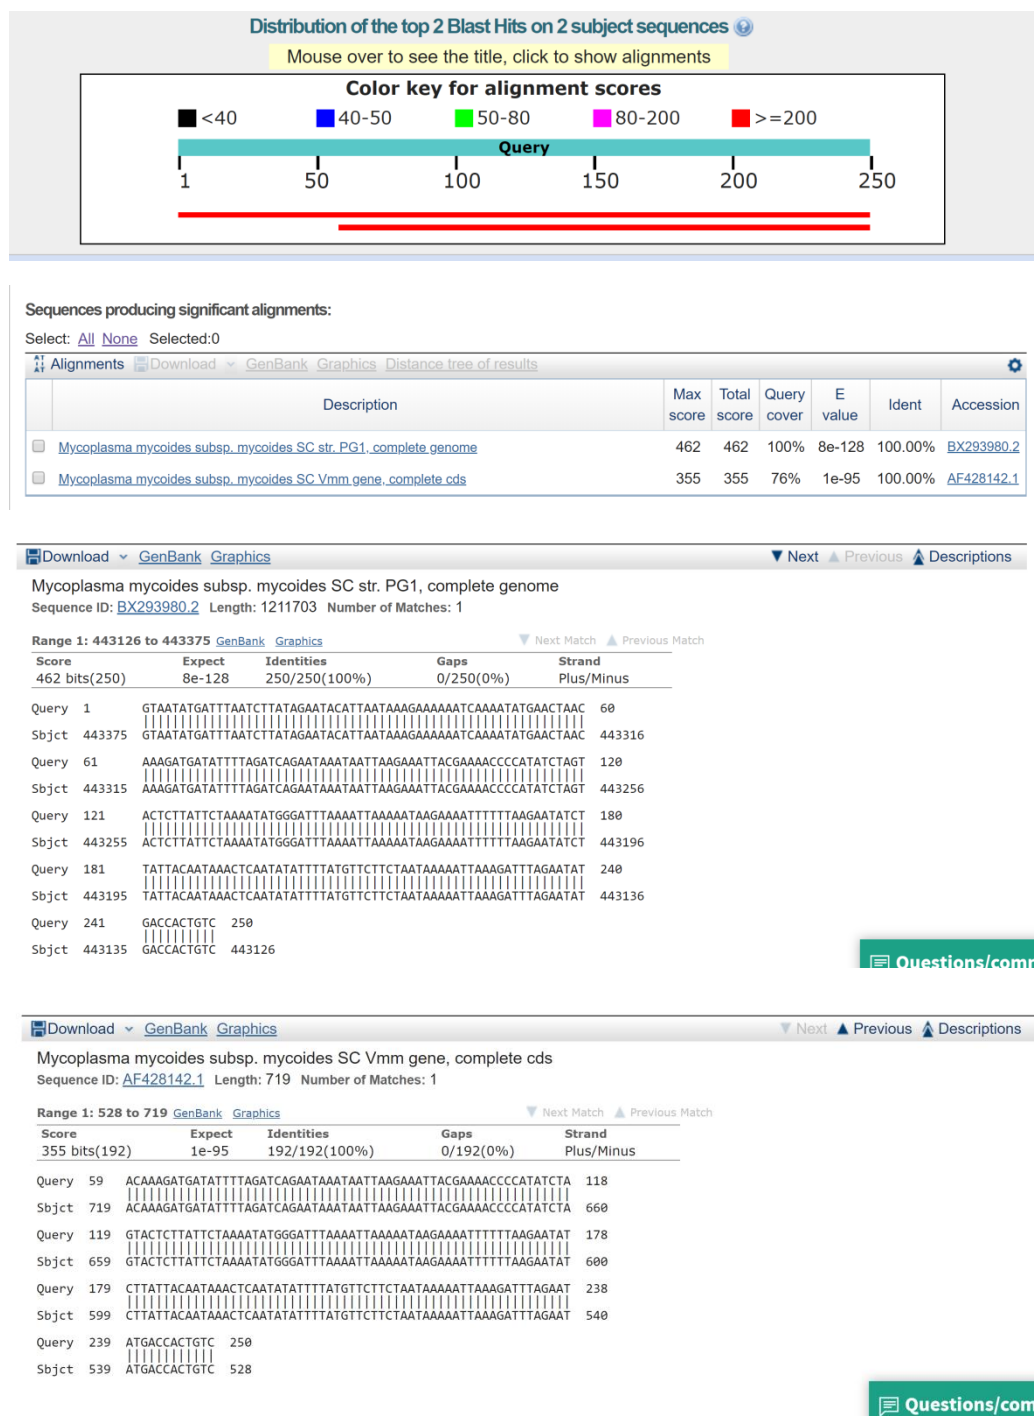 Distribution of the top 2 Blast Hits on 2 subject sequences
Mouse over to see the title, click to show alignments
Color key for alignment scores
<40 40-50 50-80 80-200 >=200
Query
1 50 100 150 200 250
Sequences producing significant alignments:
Select: All None Selected:0
Alignments Download GenBank Graphics Distance tree of results
Description Max score Total score Query cover E value Ident Accession
Mycoplasma mycoides subsp. mycoides SC str. PG1, complete genome 462 462 100% 8e-128 100.00% BX293980.2
Mycoplasma mycoides subsp. mycoides SC Vmm gene, complete cds 355 355 76% 1e-95 100.00% AF428142.1
Download GenBank Graphics Next Previous Descriptions
Mycoplasma mycoides subsp. mycoides SC str. PG1, complete genome
Sequence ID: BX293980.2 Length: 1211703 Number of Matches: 1
Range 1: 443126 to 443375 GenBank Graphics Next Match Previous Match
Score Expect Identities Gaps Strand
462 bits(250) 8e-128 250/250(100%) 0/250(0%) Plus/Minus
Query 1 GTAATATGATTTAATCTTATAGAATACATTAATAAAGAAAAAATCAAAATATGAACTAAC 60
Sbjct 443375 GTAATATGATTTAATCTTATAGAATACATTAATAAAGAAAAAATCAAAATATGAACTAAC 443316
Query 61 AAAGATGATATTTTAGATCAGAATAAATAATTAAGAAATTACGAAAACCCCATATCTAGT 120
Sbjct 443315 AAAGATGATATTTTAGATCAGAATAAATAATTAAGAAATTACGAAAACCCCATATCTAGT 443256
Query 121 ACTCTTATTCTAAAATATGGGATTTAAAATTAAAAATAAGAAAATTTTTTAAGAATATCT 180
Sbjct 443255 ACTCTTATTCTAAAATATGGGATTTAAAATTAAAAATAAGAAAATTTTTTAAGAATATCT 443196
Query 181 TATTACAATAAACTCAATATATTTTATGTTCTTCTAATAAAAATTAAAGATTTAGAATAT 240
Sbjct 443195 TATTACAATAAACTCAATATATTTTATGTTCTTCTAATAAAAATTAAAGATTTAGAATAT 443136
Query 241 GACCACTGTC 250
Sbjct 443135 GACCACTGTC 443126
Questions/comm
Download GenBank Graphics Next Previous Descriptions
Mycoplasma mycoides subsp. mycoides SC Vmm gene, complete cds
Sequence ID: AF428142.1 Length: 719 Number of Matches: 1
Range 1: 528 to 719 GenBank Graphics Next Match Previous Match
Score Expect Identities Gaps Strand
355 bits(192) 1e-95 192/192(100%) 0/192(0%) Plus/Minus
Query 59 ACAAAGATGATATTTTAGATCAGAATAAATAATTAAGAAATTACGAAAACCCCATATCTA 118
Sbjct 719 ACAAAGATGATATTTTAGATCAGAATAAATAATTAAGAAATTACGAAAACCCCATATCTA 660
Query 119 GTACTCTTATTCTAAAATATGGGATTTAAAATTAAAAATAAGAAAATTTTTTAAGAATAT 178
Sbjct 659 GTACTCTTATTCTAAAATATGGGATTTAAAATTAAAAATAAGAAAATTTTTTAAGAATAT 600
Query 179 CTTATTACAATAAACTCAATATATTTTATGTTCTTCTAATAAAAATTAAAGATTTAGAAT 238
Sbjct 599 CTTATTACAATAAACTCAATATATTTTATGTTCTTCTAATAAAAATTAAAGATTTAGAAT 540
Query 239 ATGACCACTGTC 250
Sbjct 539 ATGACCACTGTC 528
Questions/com